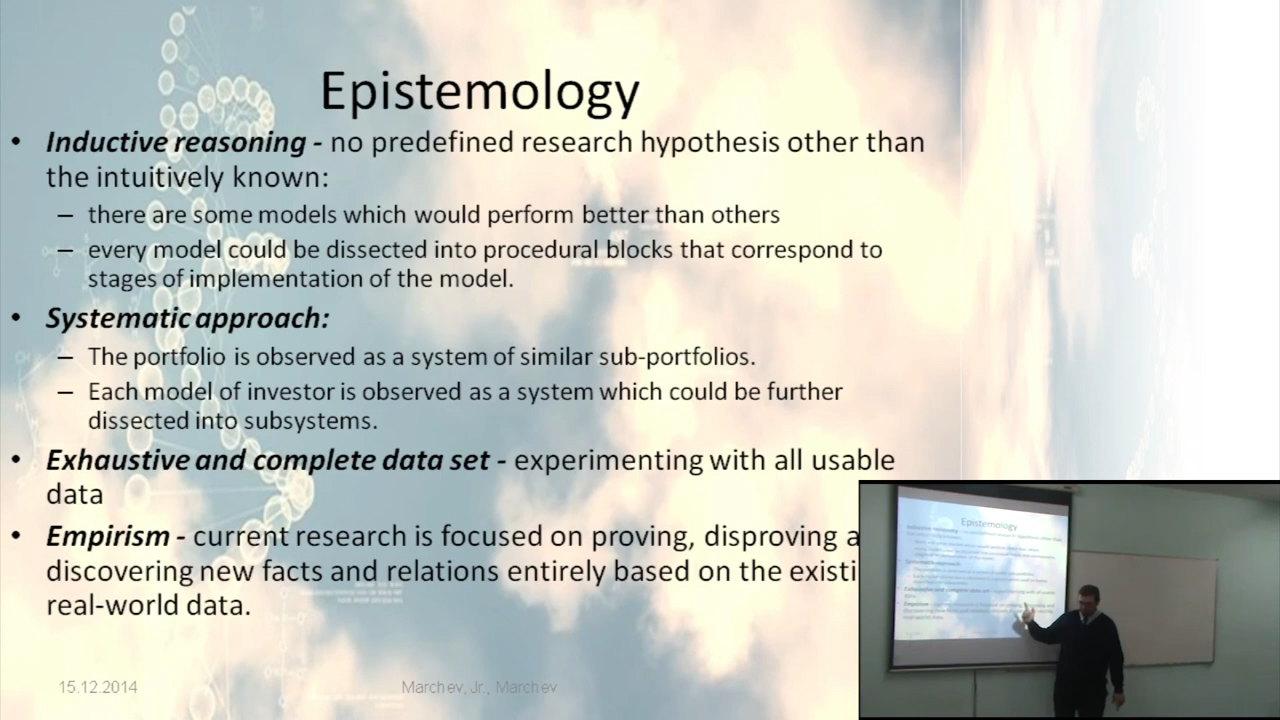 Epistemology
• Inductive reasoning - no predefined research hypothesis other than
the intuitively known:
– there are some models which would perform better than others
– every model could be dissected into procedural blocks that correspond to
stages of implementation of the model.
• Systematic approach:
– The portfolio is observed as a system of similar sub-portfolios.
– Each model of investor is observed as a system which could be further
dissected into subsystems.
• Exhaustive and complete data set - experimenting with all usable
data
• Empirism - current research is focused on proving, disproving a
discovering new facts and relations entirely based on the existi
real-world data.
15.12.2014
Marchev, Jr., Marchev
Epistemology